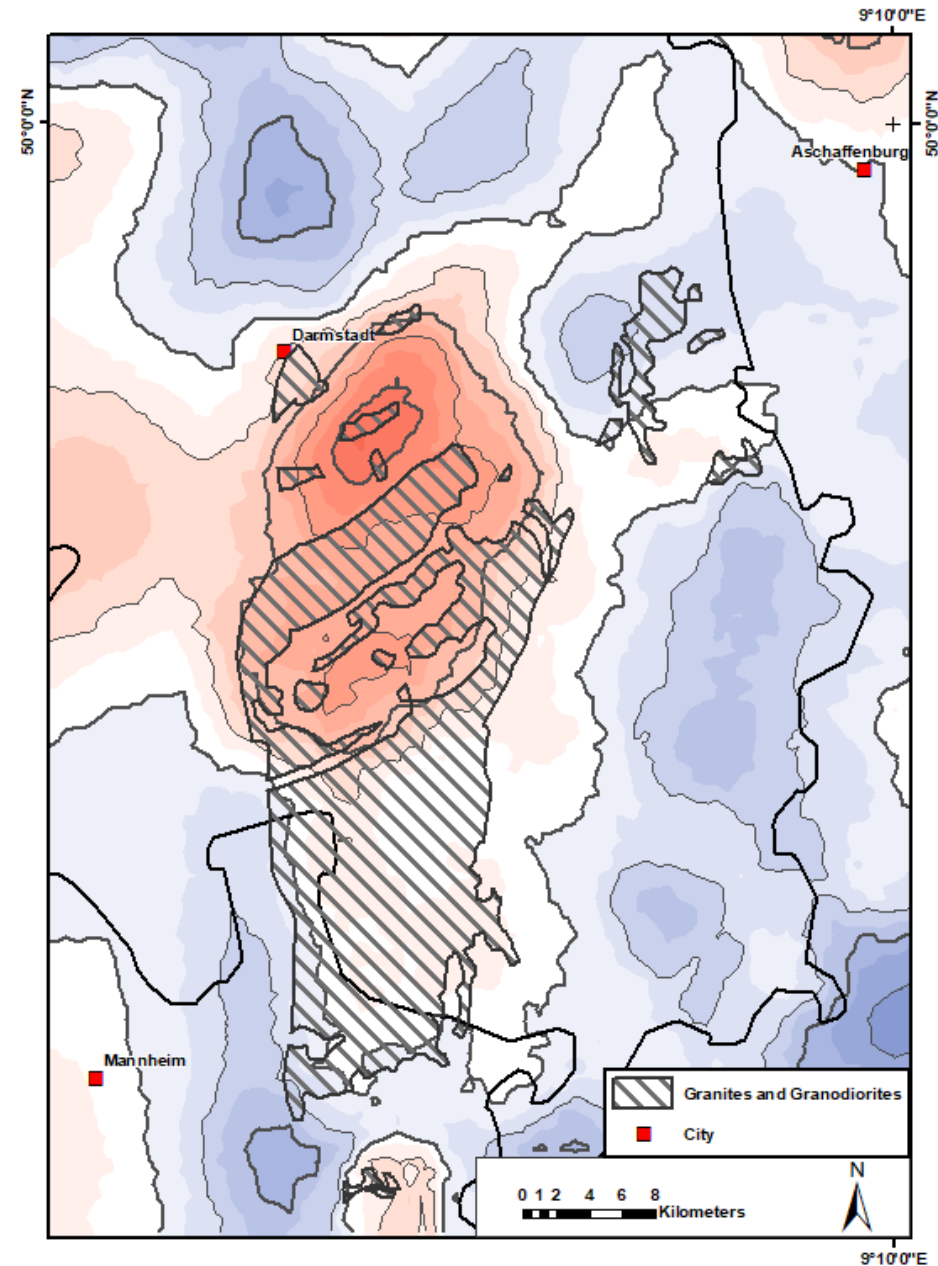 9°10'0"E
50°0'0"N
50°0'0"N
Aschaffenburg
Darmstadt
Mannheim
Granites and Granodiorites
City
N
0 1 2 4 6 8
Kilometers
9°10'0"E